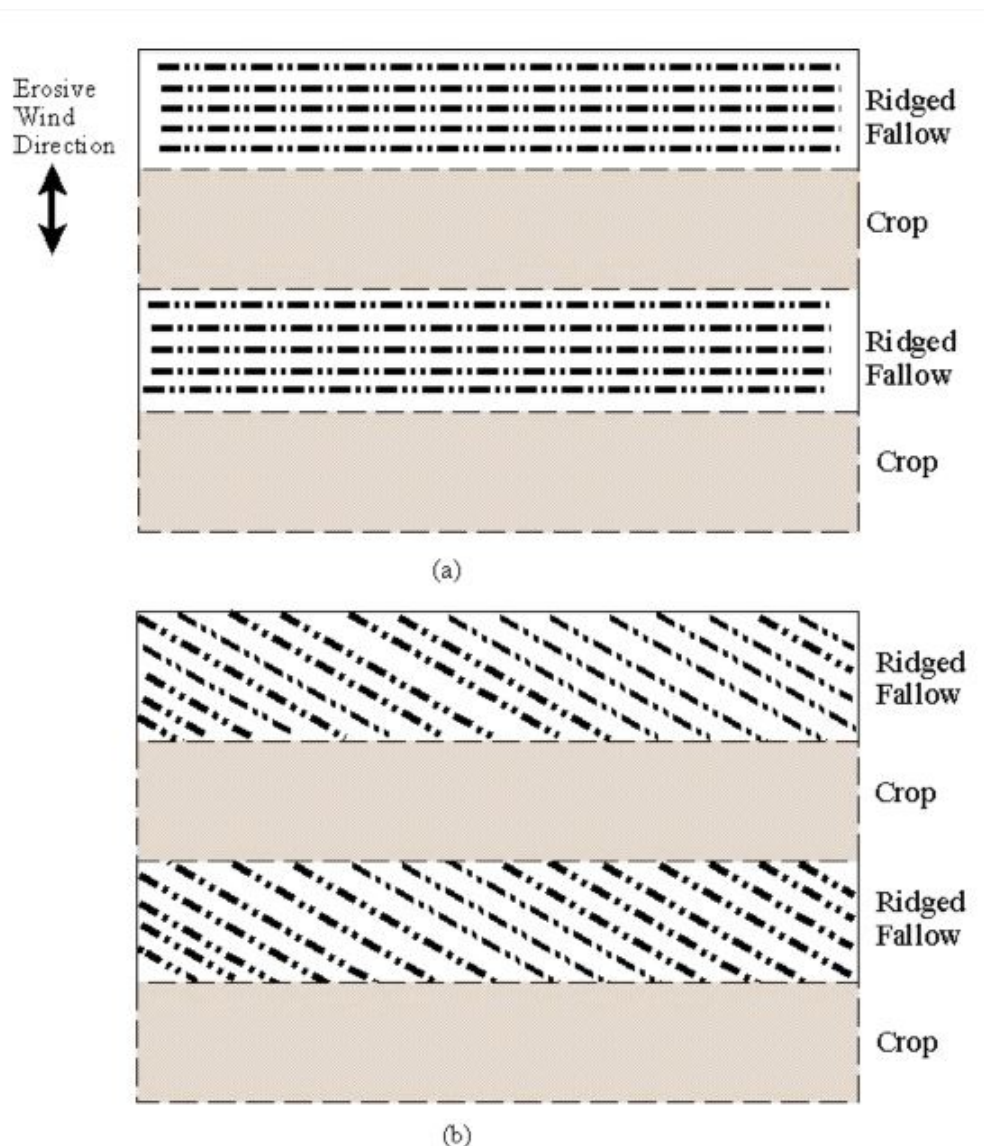 Erosive
Wind
Direction
Ridged
Fallow
Crop
Ridged
Fallow
Crop
(a)
Ridged
Fallow
Crop
Ridged
Fallow
Crop
(b)